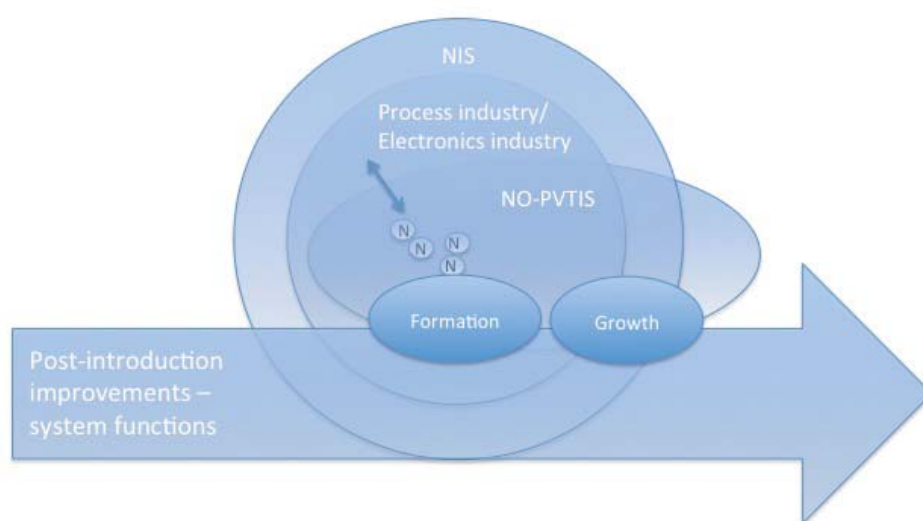 NIS
Process industry/
Electronics industry
NO-PVTIS
N
N
N
N
Formation
Growth
Post-introduction
improvements –
system functions